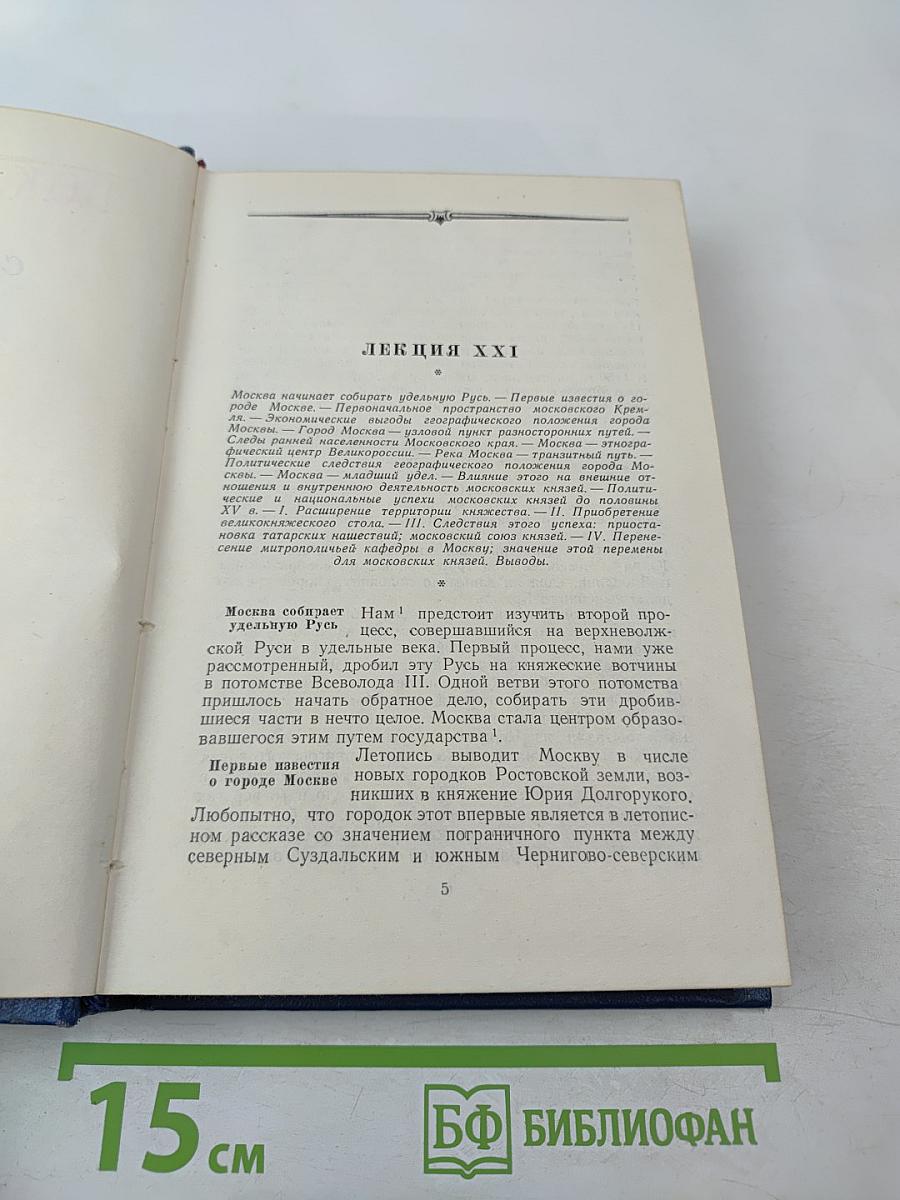 ЛЕКЦИЯ XXI
*
Москва начинает собирать удельную Русь. — Первые известия о го-
роде Москве. — Первоначальное пространство московского Крем-
ля. — Экономические выгоды географического положения города
Москвы. — Город Москва — узловой пункт разносторонних путей. —
Следы ранней населенности Московского края. — Москва — этногра-
фический центр Великороссии. — Река Москва — транзитный путь. —
Политические следствия географического положения города Мо-
сквы. — Москва — младший удел. — Влияние этого на внешние от-
ношения и внутреннюю деятельность московских князей. — Полити-
ческие и национальные успехи московских князей до половины
XV в. — I. Расширение территории княжества. — II. Приобретение
великокняжеского стола. — III. Следствия этого успеха: приоста-
новка татарских нашествий; московский союз князей. — IV. Перене-
сение митрополичьей кафедры в Москву; значение этой перемены
для московских князей. Выводы.
*
Москва собирает
удельную Русь
Нам¹ предстоит изучить второй про-
цесс, совершавшийся на верхневолж-
ской Руси в удельные века. Первый процесс, нами уже
рассмотренный, дробил эту Русь на княжеские вотчины
в потомстве Всеволода III. Одной ветви этого потомства
пришлось начать обратное дело, собирать эти дробив-
шиеся части в нечто целое. Москва стала центром образо-
вавшегося этим путем государства¹.
Первые известия
о городе Москве
Летопись выводит Москву в числе
новых городков Ростовской земли, воз-
никших в княжение Юрия Долгорукого.
Любопытно, что городок этот впервые является в летопис-
ном рассказе со значением пограничного пункта между
северным Суздальским и южным Чернигово-северским
5
15 см
БФ БИБЛИОФАН